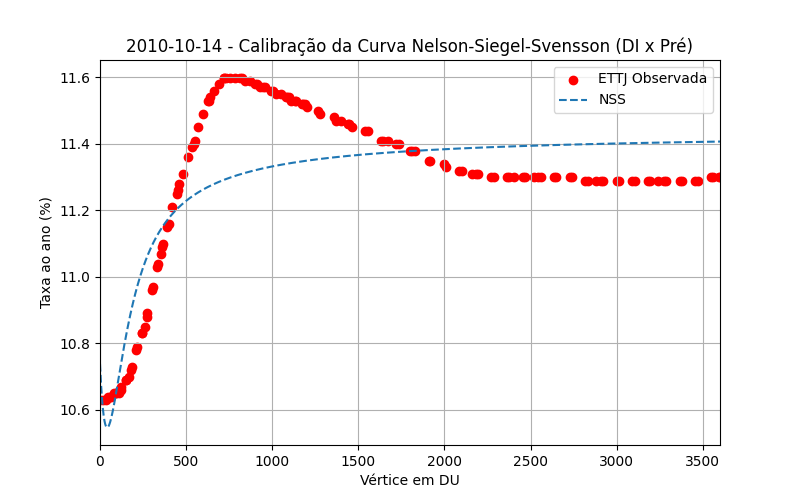 2010-10-14 - Calibração da Curva Nelson-Siegel-Svensson (DI x Pré)
ETTJ Observada
NSS
Taxa ao ano (%)
11.6
11.4
11.2
11.0
10.8
10.6
0 500 1000 1500 2000 2500 3000 3500
Vértice em DU